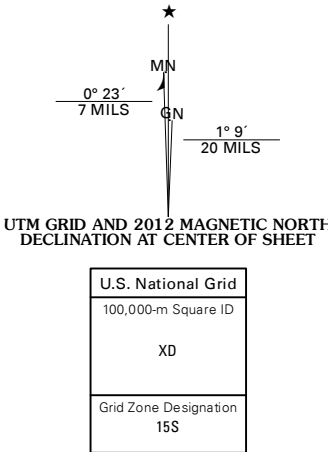 MN
0° 23´
7 MILS
GN
1° 9´
20 MILS
UTM GRID AND 2012 MAGNETIC NORTH
DECLINATION AT CENTER OF SHEET
U.S. National Grid
100,000-m Square ID
XD
Grid Zone Designation
15S